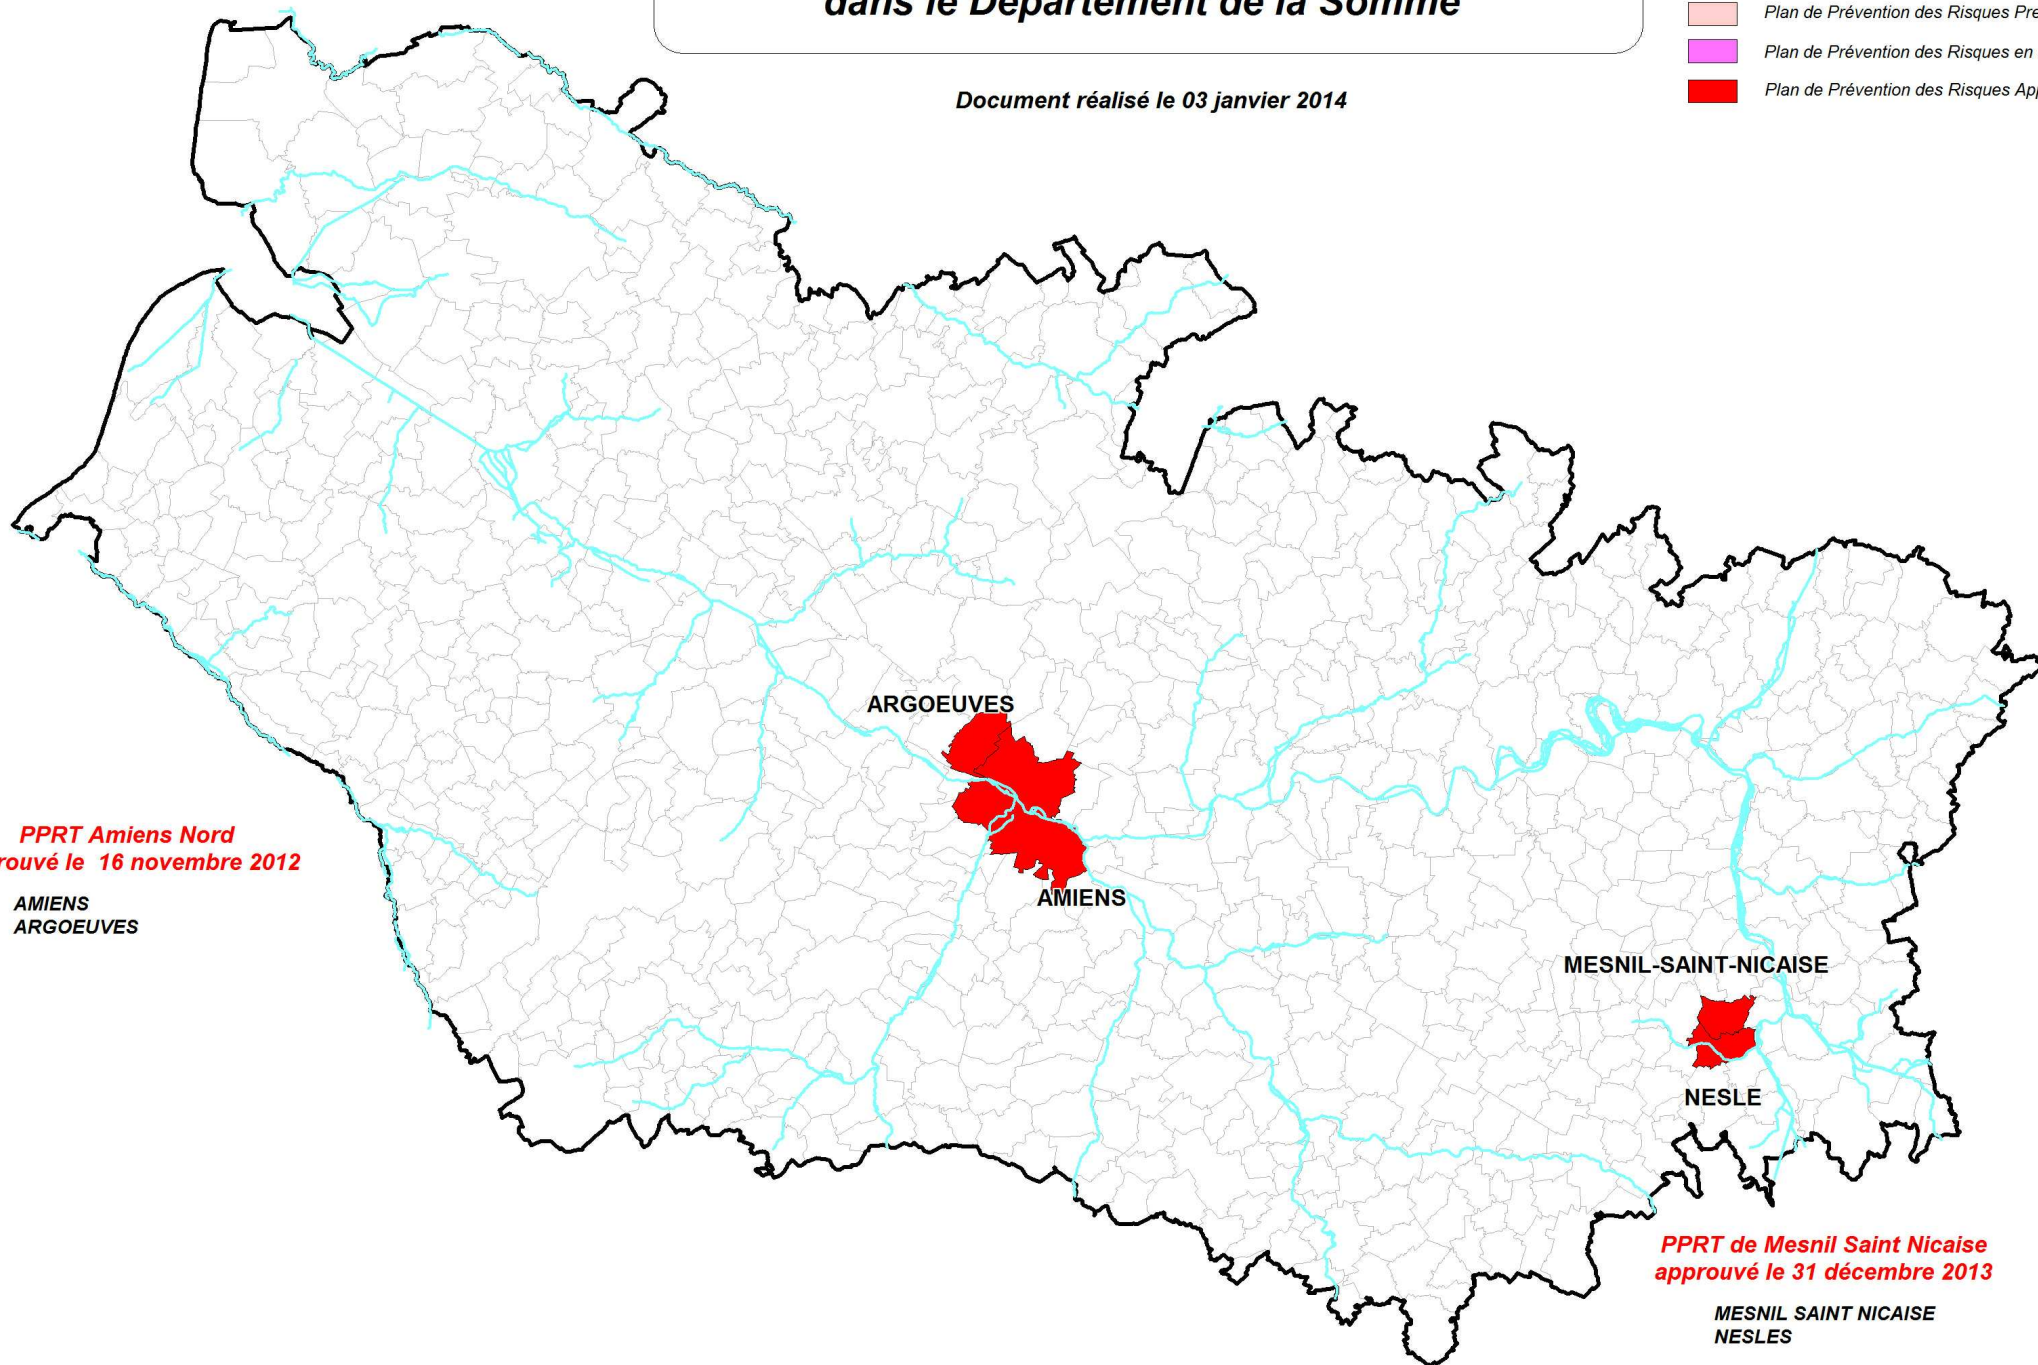 dans le Département de la Somme
Plan de Prévention des Risques Pre
Plan de Prévention des Risques en
Plan de Prévention des Risques App
Document réalisé le 03 janvier 2014
ARGOEUVES
AMIENS
PPRT Amiens Nord
rouvé le 16 novembre 2012
AMIENS
ARGOEUVES
MESNIL-SAINT-NICAISE
NESLE
PPRT de Mesnil Saint Nicaise
approuvé le 31 décembre 2013
MESNIL SAINT NICAISE
NESLES